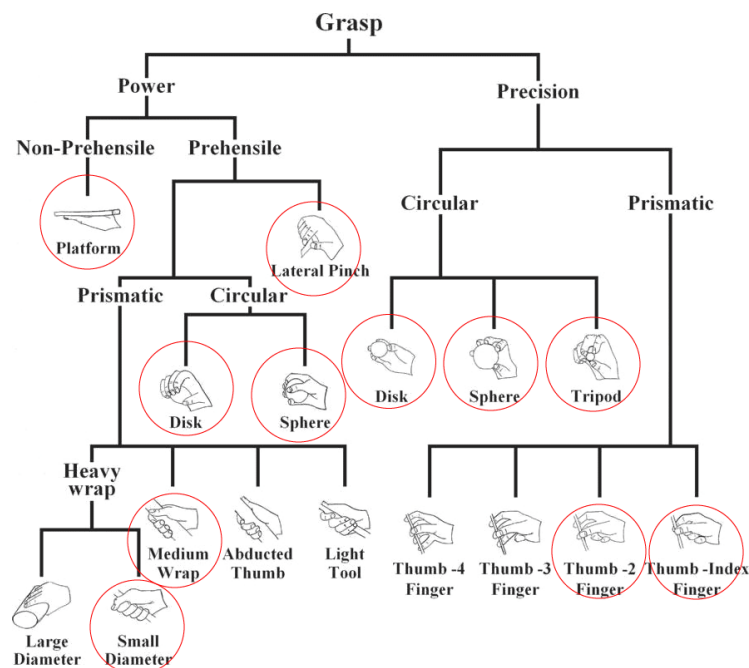 Grasp
Power
Precision
Non-Prehensile
Prehensile
Circular
Prismatic
Platform
Lateral Pinch
Prismatic
Circular
Disk
Sphere
Disk
Sphere
Tripod
Heavy
wrap
Medium
Wrap
Abducted
Thumb
Light
Tool
Thumb -4
Finger
Thumb -3
Finger
Thumb -2
Finger
Thumb -Index
Finger
Large
Diameter
Small
Diameter